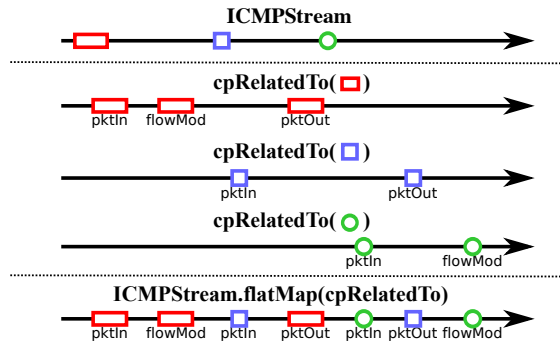 ICMPStream
cpRelatedTo( )
pktIn flowMod pktOut
cpRelatedTo( )
pktIn pktOut
cpRelatedTo( )
pktIn flowMod
ICMPStream.flatMap(cpRelatedTo)
pktIn flowMod pktIn pktOut pktIn pktOut flowMod